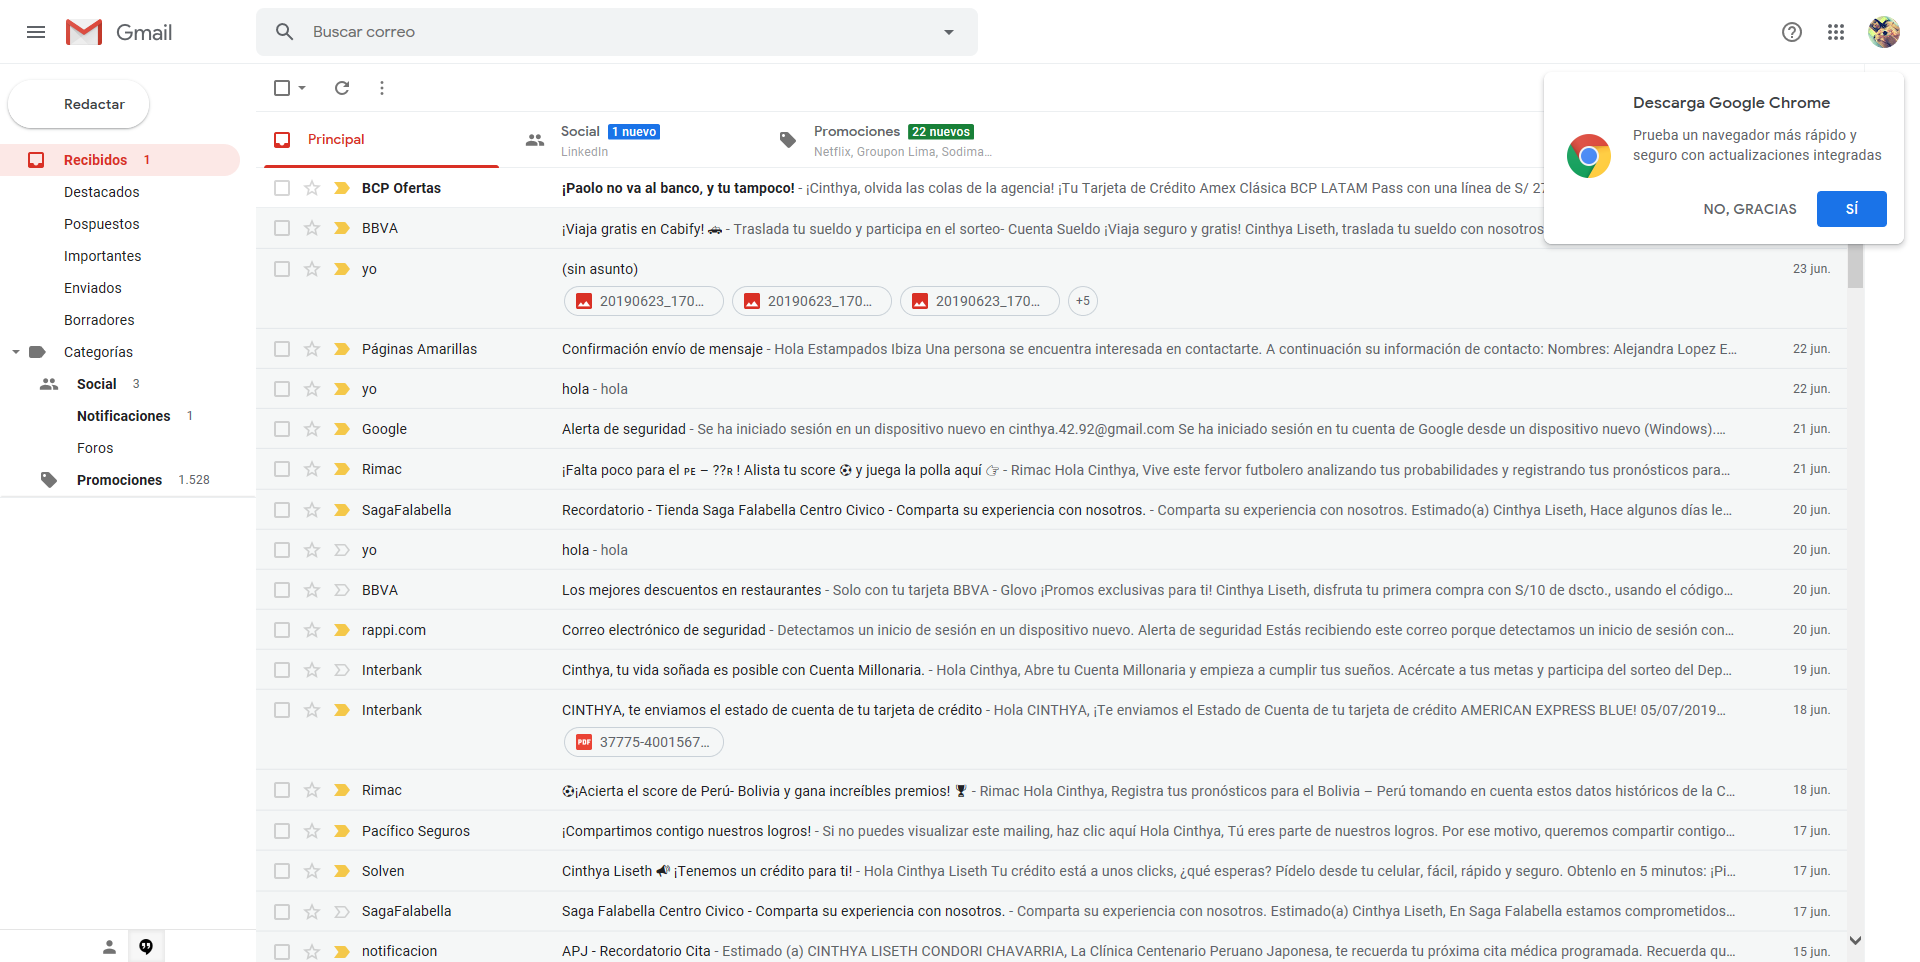 Gmail
Buscar correo
Redactar
Recibidos 1
Destacados
Pospuestos
Importantes
Enviados
Borradores
Categorías
Social 3
Notificaciones 1
Foros
Promociones 1.528
Principal
Social 1 nuevo
LinkedIn
Promociones 22 nuevos
Netflix, Groupon Lima, Sodima...
Descarga Google Chrome
Prueba un navegador más rápido y
seguro con actualizaciones integradas
NO, GRACIAS SÍ
BCP Ofertas ¡Paolo no va al banco, y tu tampoco! - ¡Cinthya, olvida las colas de la agencia! ¡Tu Tarjeta de Crédito Amex Clásica BCP LATAM Pass con una línea de S/ 27
BBVA ¡Viaja gratis en Cabify! 🚓 - Traslada tu sueldo y participa en el sorteo- Cuenta Sueldo ¡Viaja seguro y gratis! Cinthya Liseth, traslada tu sueldo con nosotros
yo (sin asunto) 23 jun.
20190623_170... 20190623_170... 20190623_170... +5
Páginas Amarillas Confirmación envío de mensaje - Hola Estampados Ibiza Una persona se encuentra interesada en contactarte. A continuación su información de contacto: Nombres: Alejandra Lopez E... 22 jun.
yo hola - hola 22 jun.
Google Alerta de seguridad - Se ha iniciado sesión en un dispositivo nuevo en cinthya.42.92@gmail.com Se ha iniciado sesión en tu cuenta de Google desde un dispositivo nuevo (Windows).... 21 jun.
Rimac ¡Falta poco para el ᴘᴇ – ??ʀ ! Alista tu score ⚽ y juega la polla aquí 👉 - Rimac Hola Cinthya, Vive este fervor futbolero analizando tus probabilidades y registrando tus pronósticos para... 21 jun.
SagaFalabella Recordatorio - Tienda Saga Falabella Centro Civico - Comparta su experiencia con nosotros. - Comparta su experiencia con nosotros. Estimado(a) Cinthya Liseth, Hace algunos días le... 20 jun.
yo hola - hola 20 jun.
BBVA Los mejores descuentos en restaurantes - Solo con tu tarjeta BBVA - Glovo ¡Promos exclusivas para ti! Cinthya Liseth, disfruta tu primera compra con S/10 de dscto., usando el código... 20 jun.
rappi.com Correo electrónico de seguridad - Detectamos un inicio de sesión en un dispositivo nuevo. Alerta de seguridad Estás recibiendo este correo porque detectamos un inicio de sesión con... 20 jun.
Interbank Cinthya, tu vida soñada es posible con Cuenta Millonaria. - Hola Cinthya, Abre tu Cuenta Millonaria y empieza a cumplir tus sueños. Acércate a tus metas y participa del sorteo del Dep... 19 jun.
Interbank CINTHYA, te enviamos el estado de cuenta de tu tarjeta de crédito - Hola CINTHYA, ¡Te enviamos el Estado de Cuenta de tu tarjeta de crédito AMERICAN EXPRESS BLUE! 05/07/2019... 18 jun.
PDF 37775-4001567...
Rimac ⚽¡Acierta el score de Perú- Bolivia y gana increíbles premios! 🏆 - Rimac Hola Cinthya, Registra tus pronósticos para el Bolivia – Perú tomando en cuenta estos datos históricos de la C... 18 jun.
Pacífico Seguros ¡Compartimos contigo nuestros logros! - Si no puedes visualizar este mailing, haz clic aquí Hola Cinthya, Tú eres parte de nuestros logros. Por ese motivo, queremos compartir contigo... 17 jun.
Solven Cinthya Liseth 📢 ¡Tenemos un crédito para ti! - Hola Cinthya Liseth Tu crédito está a unos clicks, ¿qué esperas? Pídelo desde tu celular, fácil, rápido y seguro. Obtenlo en 5 minutos: ¡Pi... 17 jun.
SagaFalabella Saga Falabella Centro Civico - Comparta su experiencia con nosotros. - Comparta su experiencia con nosotros. Estimado(a) Cinthya Liseth, En Saga Falabella estamos comprometidos... 17 jun.
notificacion APJ - Recordatorio Cita - Estimado (a) CINTHYA LISETH CONDORI CHAVARRIA, La Clínica Centenario Peruano Japonesa, te recuerda tu próxima cita médica programada. Recuerda qu... 15 jun.